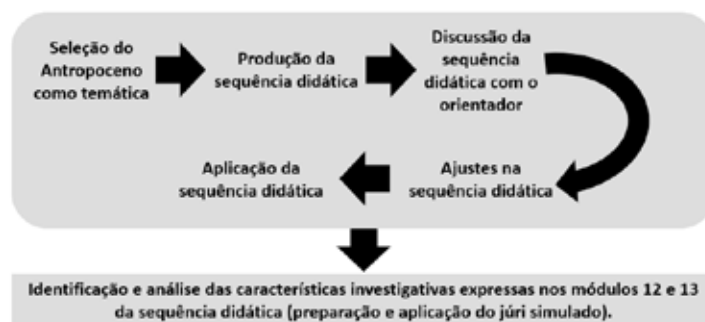 Seleção do
Antropoceno
como temática
Produção da
sequência didática
Discussão da
sequência
didática com o
orientador
Ajustes na
sequência didática
Aplicação da
sequência didática
Identificação e análise das características investigativas expressas nos módulos 12 e 13
da sequência didática (preparação e aplicação do júri simulado).